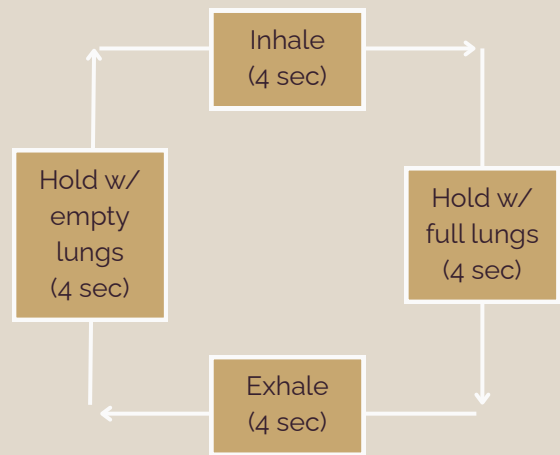 Inhale
(4 sec)
Hold w/
full lungs
(4 sec)
Exhale
(4 sec)
Hold w/
empty
lungs
(4 sec)